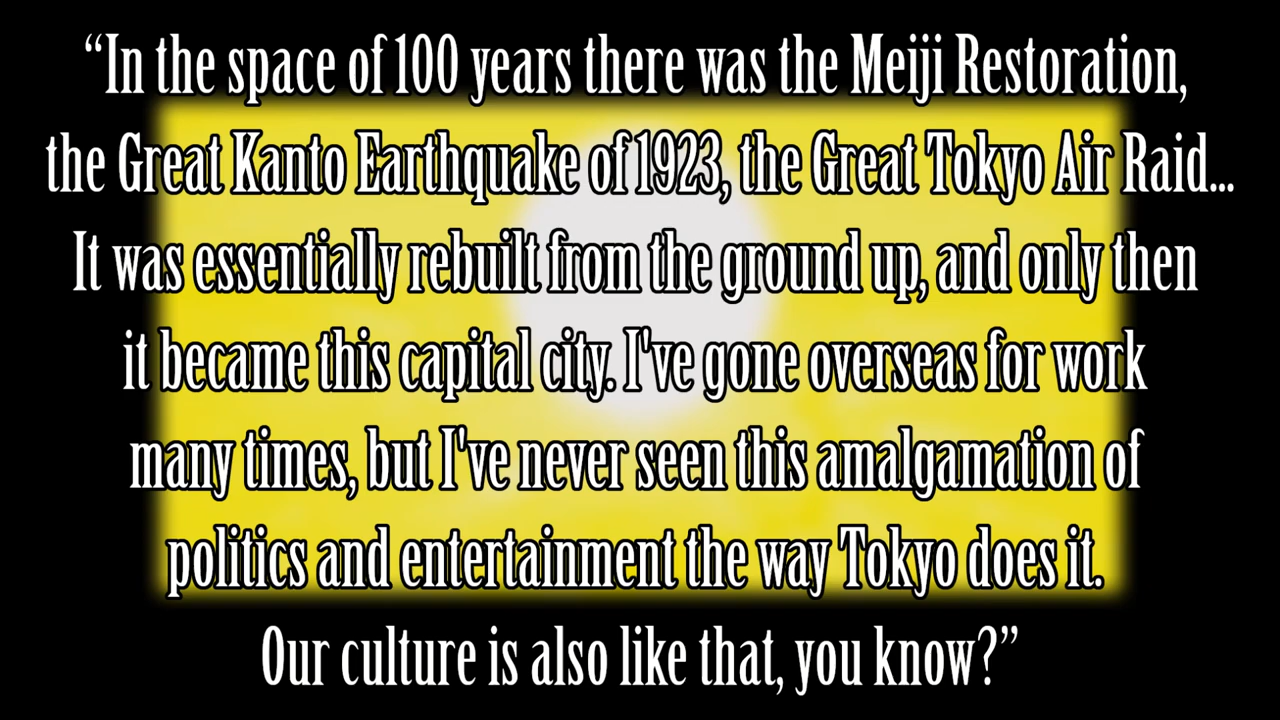 “In the space of 100 years there was the Meiji Restoration,
the Great Kanto Earthquake of 1923, the Great Tokyo Air Raid...
It was essentially rebuilt from the ground up, and only then
it became this capital city. I've gone overseas for work
many times, but I've never seen this amalgamation of
politics and entertainment the way Tokyo does it.
Our culture is also like that, you know?”